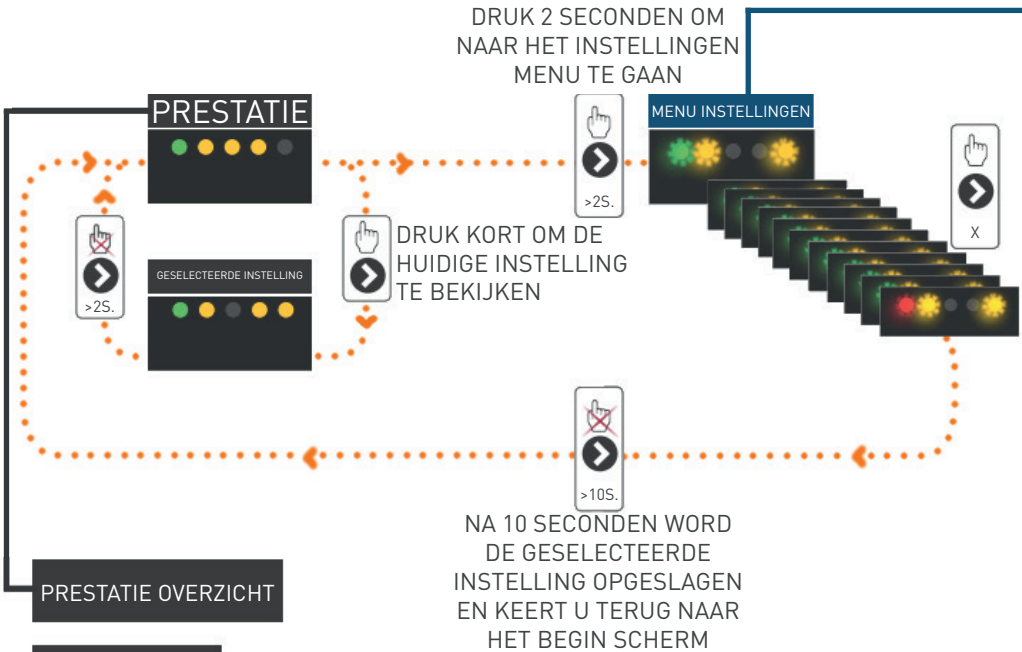 DRUK 2 SECONDEN OM
NAAR HET INSTELLINGEN
MENU TE GAAN
PRESTATIE
MENU INSTELLINGEN
>2S.
X
DRUK KORT OM DE
HUIDIGE INSTELLING
TE BEKIJKEN
GESELECTEERDE INSTELLING
>2S.
>10S.
NA 10 SECONDEN WORD
DE GESELECTEERDE
INSTELLING OPGESLAGEN
EN KEERT U TERUG NAAR
HET BEGIN SCHERM
PRESTATIE OVERZICHT